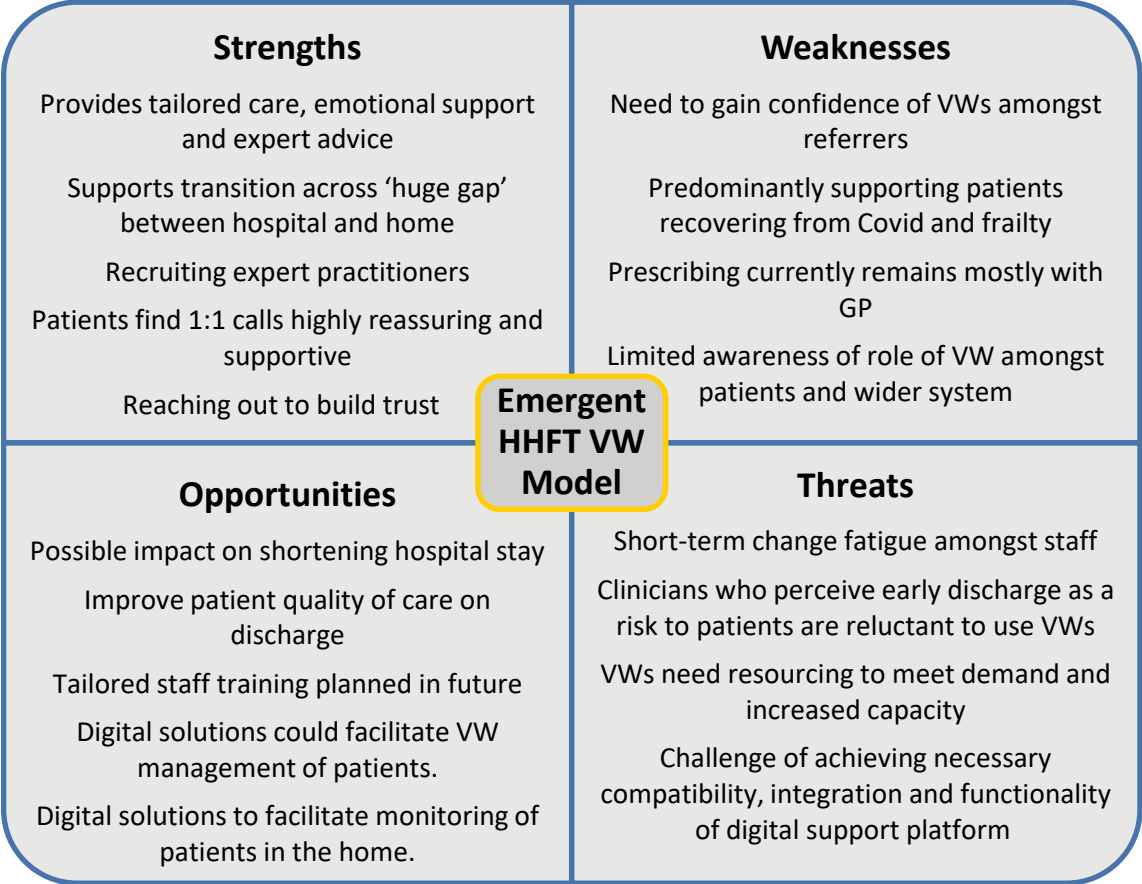 Strengths
Provides tailored care, emotional support
and expert advice
Supports transition across ‘huge gap’
between hospital and home
Recruiting expert practitioners
Patients find 1:1 calls highly reassuring and
supportive
Reaching out to build trust
Weaknesses
Need to gain confidence of VWs amongst
referrers
Predominantly supporting patients
recovering from Covid and frailty
Prescribing currently remains mostly with
GP
Limited awareness of role of VW amongst
patients and wider system
Emergent
HHFT VW
Model
Opportunities
Possible impact on shortening hospital stay
Improve patient quality of care on
discharge
Tailored staff training planned in future
Digital solutions could facilitate VW
management of patients.
Digital solutions to facilitate monitoring of
patients in the home.
Threats
Short-term change fatigue amongst staff
Clinicians who perceive early discharge as a
risk to patients are reluctant to use VWs
VWs need resourcing to meet demand and
increased capacity
Challenge of achieving necessary
compatibility, integration and functionality
of digital support platform